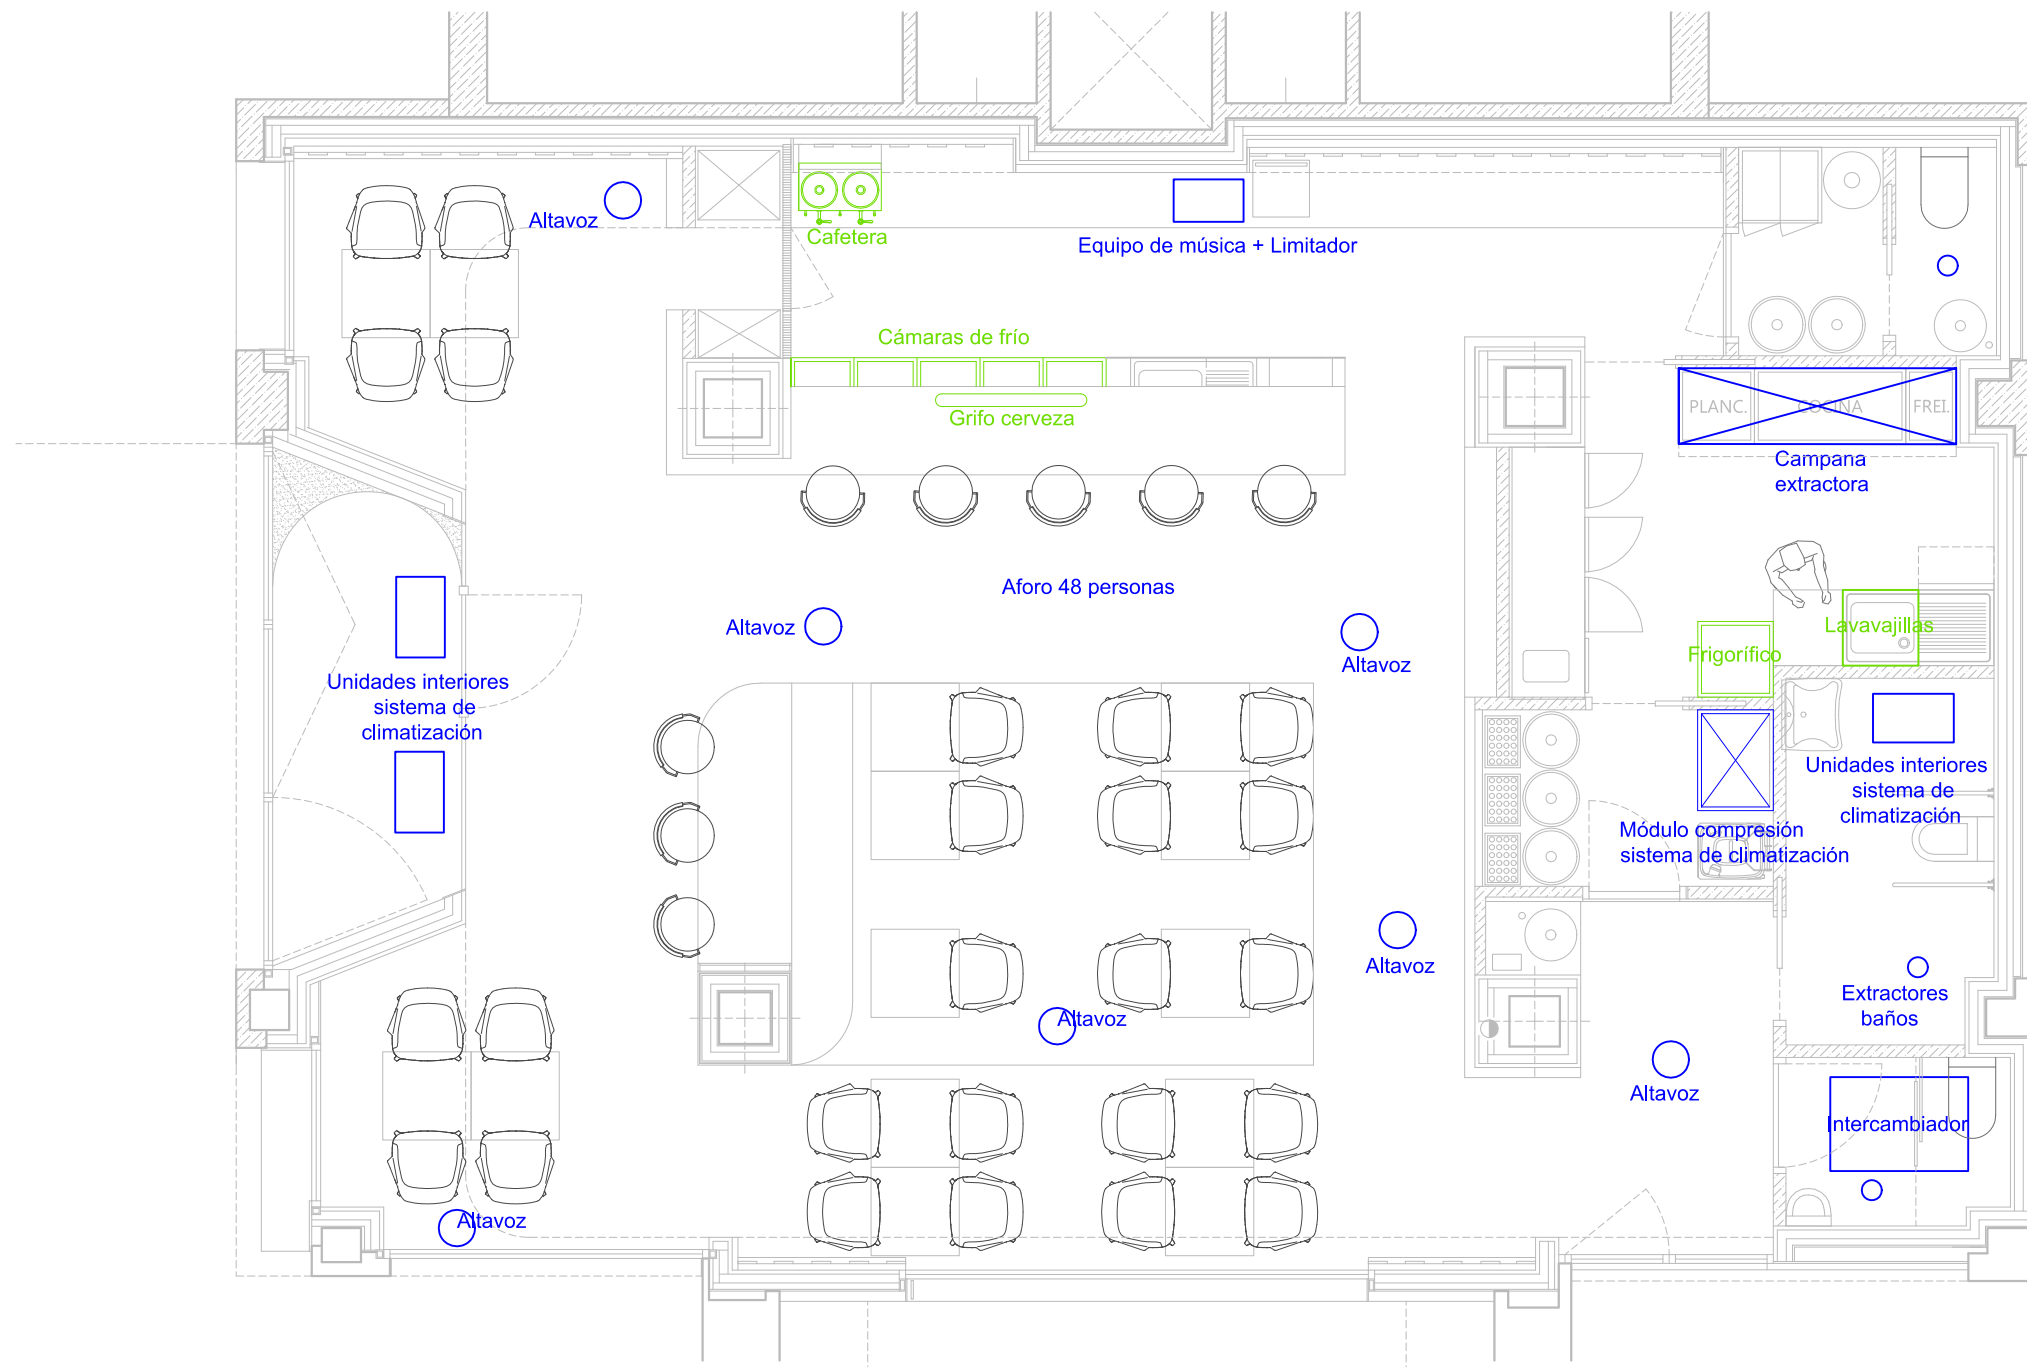 Altavoz
Cafetera
Equipo de música + Limitador
Cámaras de frío
Grifo cerveza
PLANC.
COCINA
FREI.
Campana
extractora
Aforo 48 personas
Altavoz
Altavoz
Lavavajillas
Frigorífico
Unidades interiores
sistema de
climatización
Unidades interiores
sistema de
climatización
Módulo compresión
sistema de climatización
Altavoz
Extractores
baños
Altavoz
Altavoz
Intercambiador
Altavoz